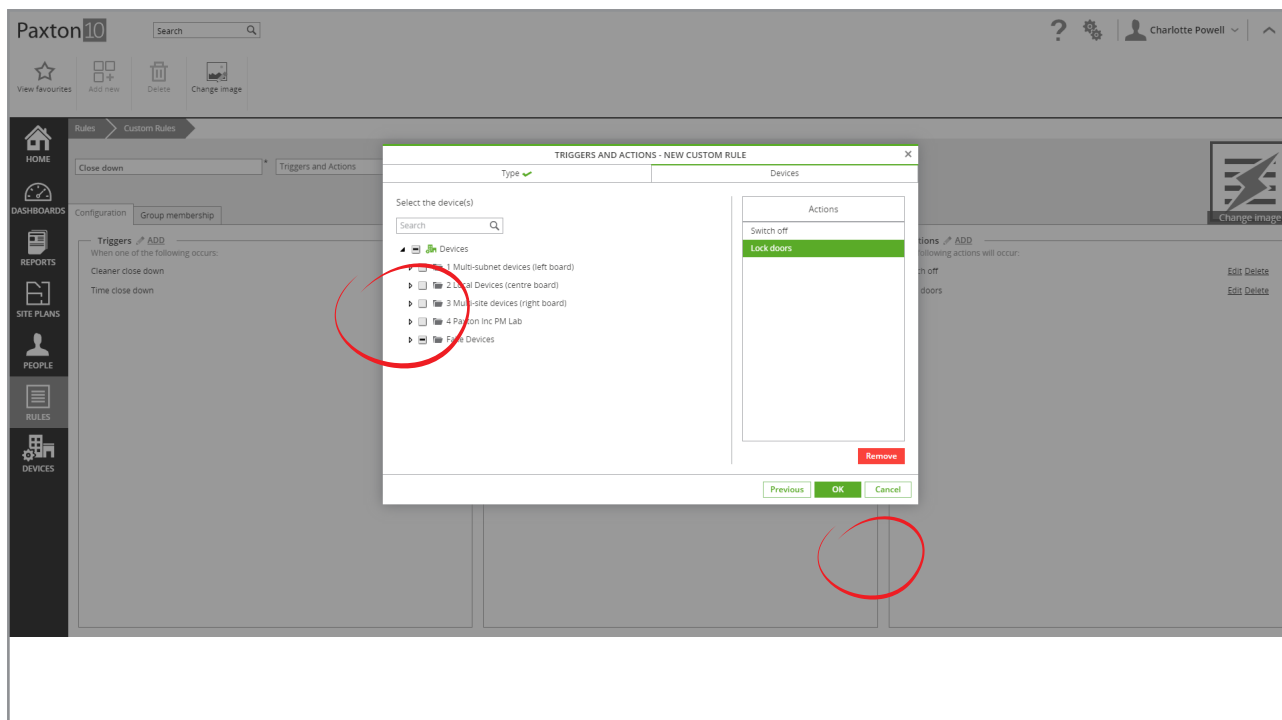 Paxton 10
Search
Charlotte Powell
View favourites
Add new
Delete
Change image
HOME
DASHBOARDS
REPORTS
SITE PLANS
PEOPLE
RULES
DEVICES
Rules
Custom Rules
Close down
*
Triggers and Actions
Change image
Configuration
Group membership
Triggers ADD
When one of the following occurs:
Cleaner close down
Time close down
TRIGGERS AND ACTIONS - NEW CUSTOM RULE
Type
Devices
Select the device(s)
Search
Devices
1 Multi-subnet devices (left board)
2 Local Devices (centre board)
3 Multi-site devices (right board)
4 Paxton Inc PM Lab
Devices
Actions
Switch off
Lock doors
Remove
Previous
OK
Cancel
ADD
following actions will occur:
off
Edit Delete
doors
Edit Delete